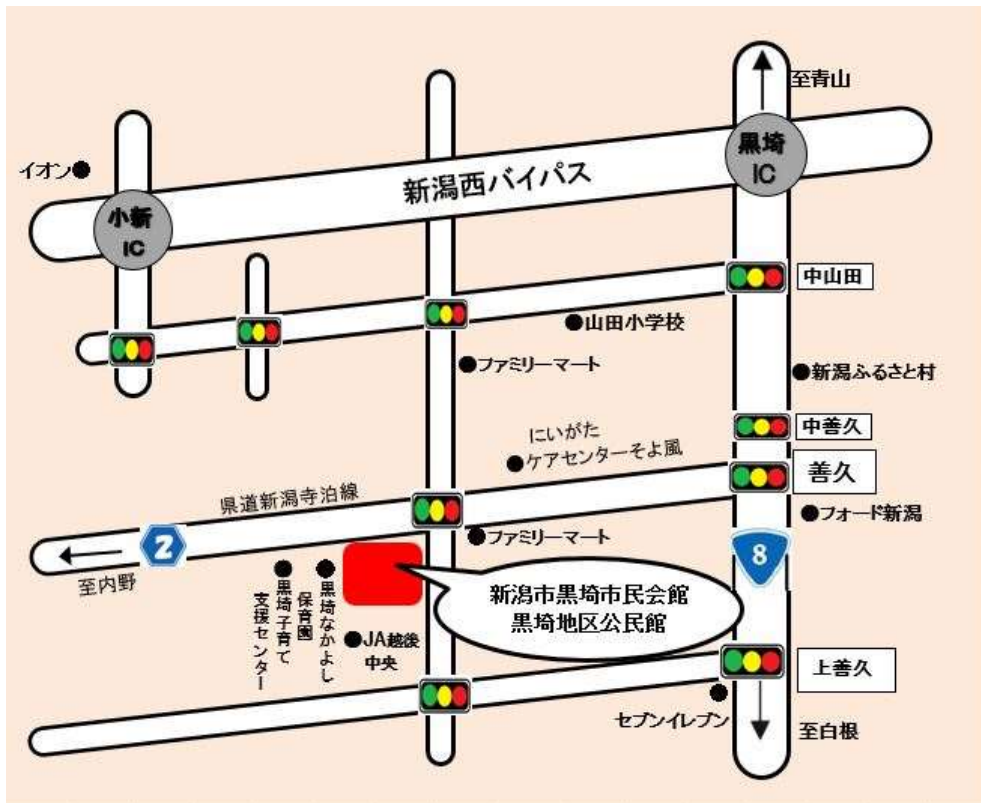 至青山
イオン
黒埼
IC
新潟西バイパス
小新
IC
中山田
山田小学校
ファミリーマート
新潟ふるさと村
中善久
にいがた
ケアセンターそよ風
善久
県道新潟寺泊線
フォード新潟
ファミリーマート
2
至内野
8
新潟市黒埼市民会館
黒埼地区公民館
黒埼なかよし
保育園
黒埼子育て
支援センター
JA越後
中央
上善久
セブンイレブン
至白根